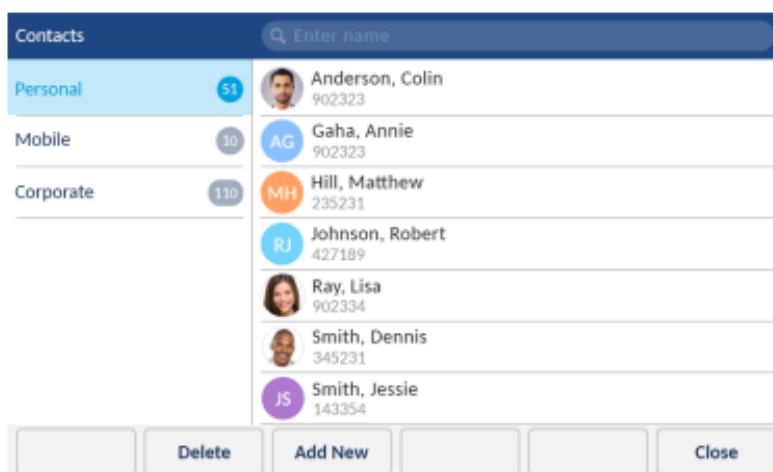 Contacts
Enter name
Personal 51
Mobile 10
Corporate 110
Anderson, Colin
902323
AG
Gaha, Annie
902323
MH
Hill, Matthew
235231
RJ
Johnson, Robert
427189
Ray, Lisa
902334
Smith, Dennis
345231
JS
Smith, Jessie
143354
Delete
Add New
Close